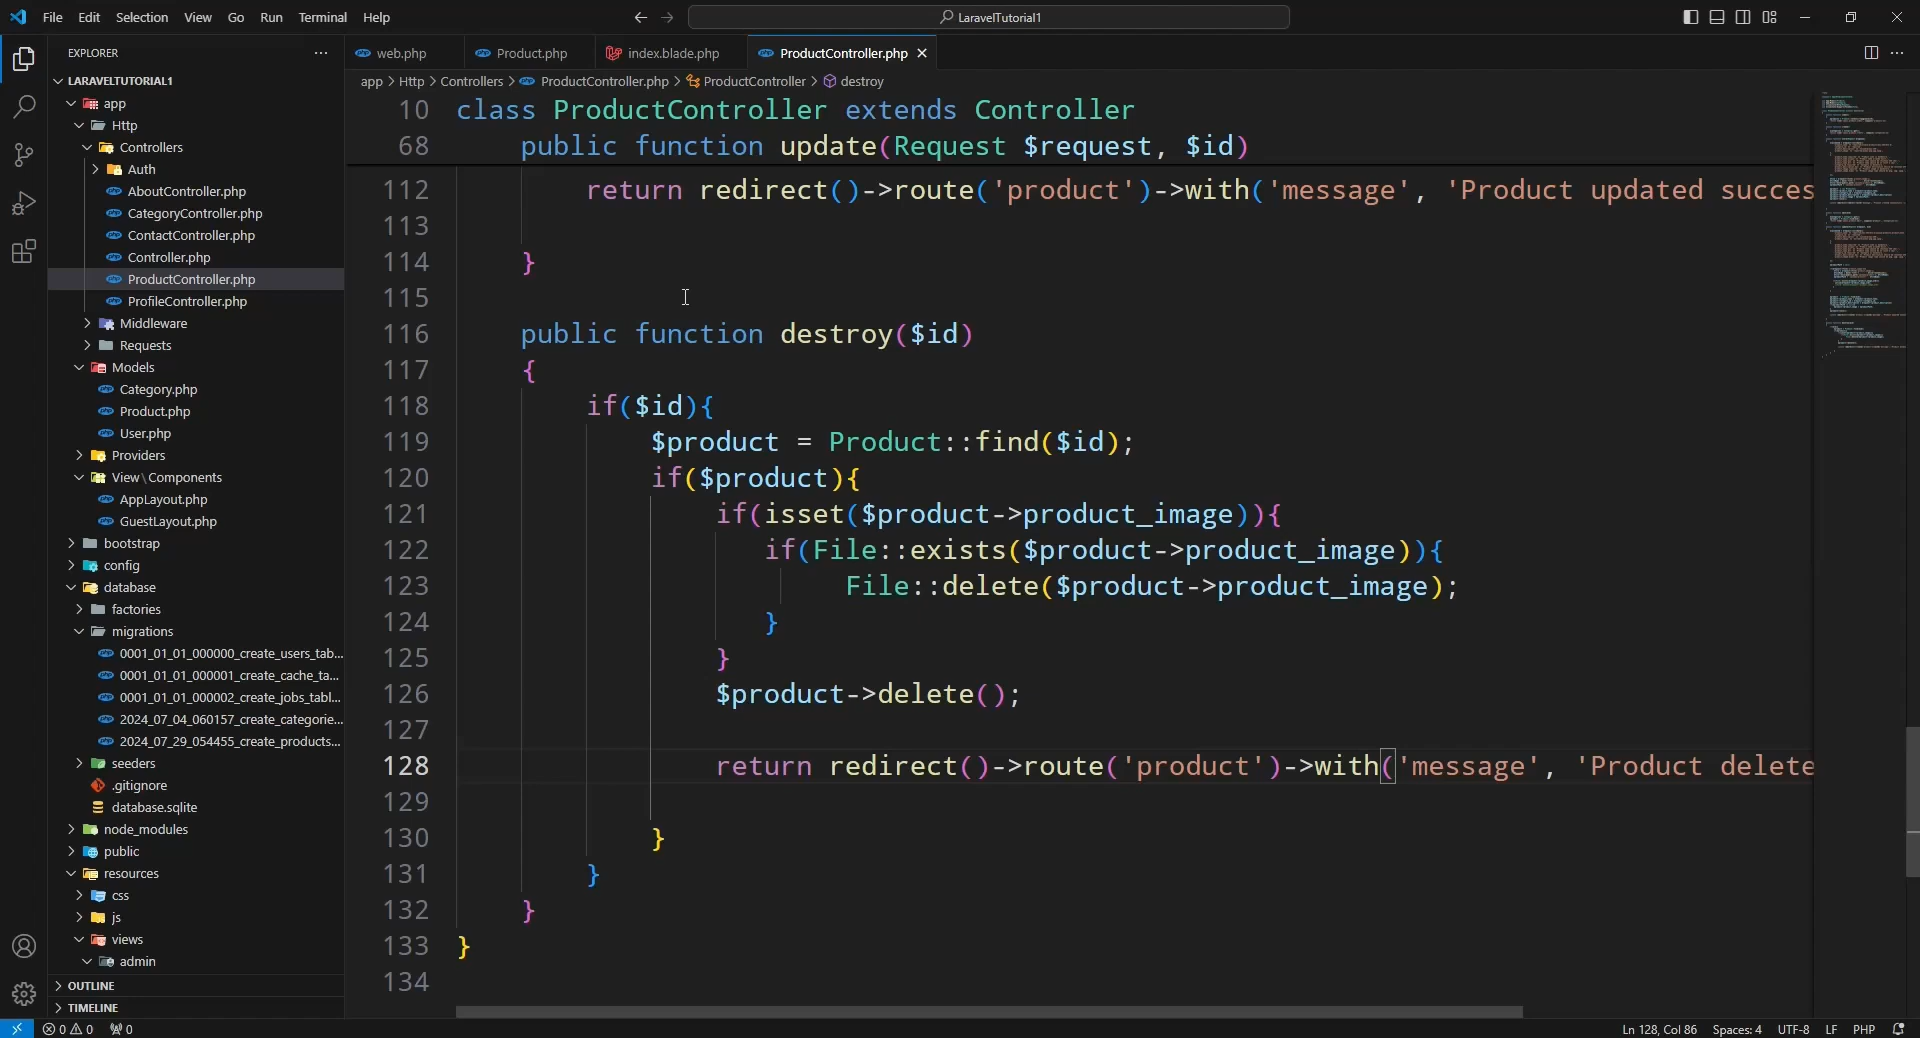 File Edit Selection View Go Run Terminal Help
LaravelTutorial1
EXPLORER
LARAVELTUTORIAL1
app
Http
Controllers
Auth
AboutController.php
CategoryController.php
ContactController.php
Controller.php
ProductController.php
ProfileController.php
Middleware
Requests
Models
Category.php
Product.php
User.php
Providers
View\Components
AppLayout.php
GuestLayout.php
bootstrap
config
database
factories
migrations
0001_01_01_000000_create_users_tab...
0001_01_01_000001_create_cache_ta...
0001_01_01_000002_create_jobs_tabl...
2024_07_04_060157_create_categorie...
2024_07_29_054455_create_products...
seeders
.gitignore
database.sqlite
node_modules
public
resources
css
js
views
admin
OUTLINE
TIMELINE
web.php Product.php index.blade.php ProductController.php
app > Http > Controllers > ProductController.php > ProductController > destroy
10 class ProductController extends Controller
68 public function update(Request $request, $id)
112 return redirect()->route('product')->with('message', 'Product updated succes
113
114 }
115
116 public function destroy($id)
117 {
118 if($id){
119 $product = Product::find($id);
120 if($product){
121 if(isset($product->product_image)){
122 if(File::exists($product->product_image)){
123 File::delete($product->product_image);
124 }
125 }
126 $product->delete();
127
128 return redirect()->route('product')->with('message', 'Product delete
129
130 }
131 }
132 }
133 }
134
0 0 0 Ln 128, Col 86 Spaces: 4 UTF-8 LF PHP